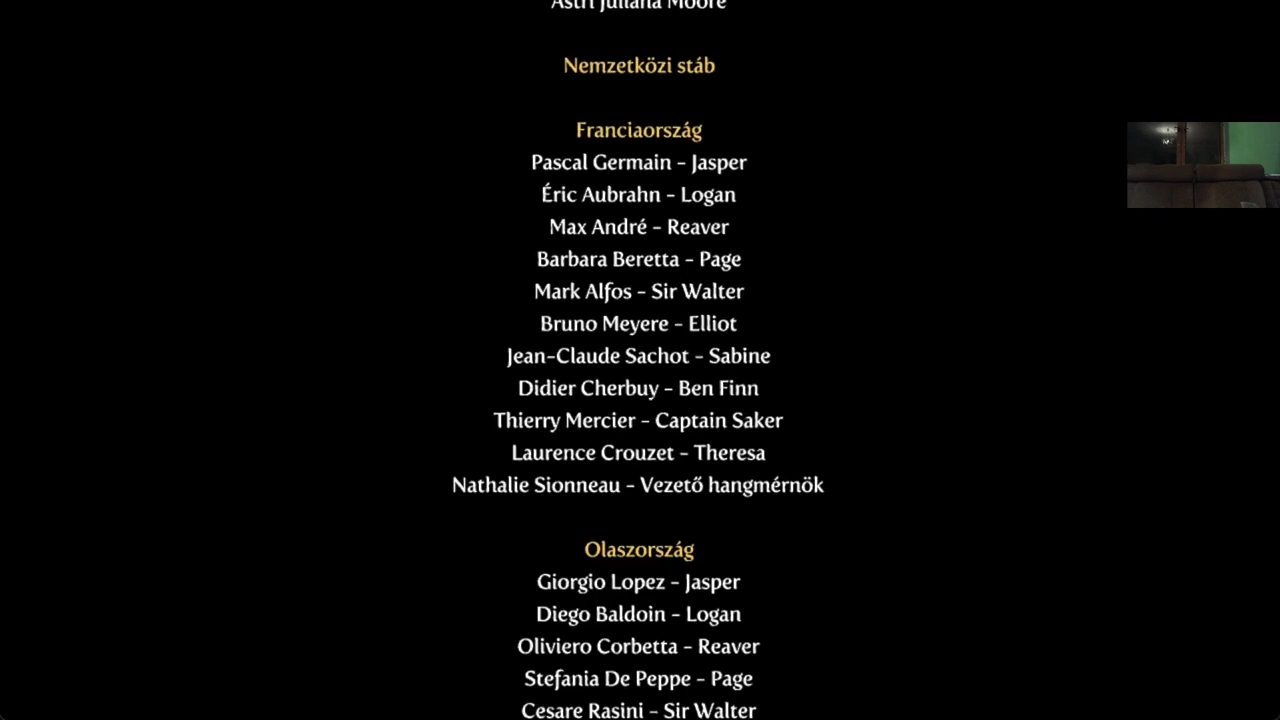 Astri Juliana Moore
Nemzetközi stáb
Franciaország
Pascal Germain – Jasper
Éric Aubrahn – Logan
Max André – Reaver
Barbara Beretta – Page
Mark Alfos – Sir Walter
Bruno Meyere – Elliot
Jean-Claude Sachot – Sabine
Didier Cherbuy – Ben Finn
Thierry Mercier – Captain Saker
Laurence Crouzet – Theresa
Nathalie Sionneau – Vezető hangmérnök
Olaszország
Giorgio Lopez – Jasper
Diego Baldoin – Logan
Oliviero Corbetta – Reaver
Stefania De Peppe – Page
Cesare Rasini – Sir Walter